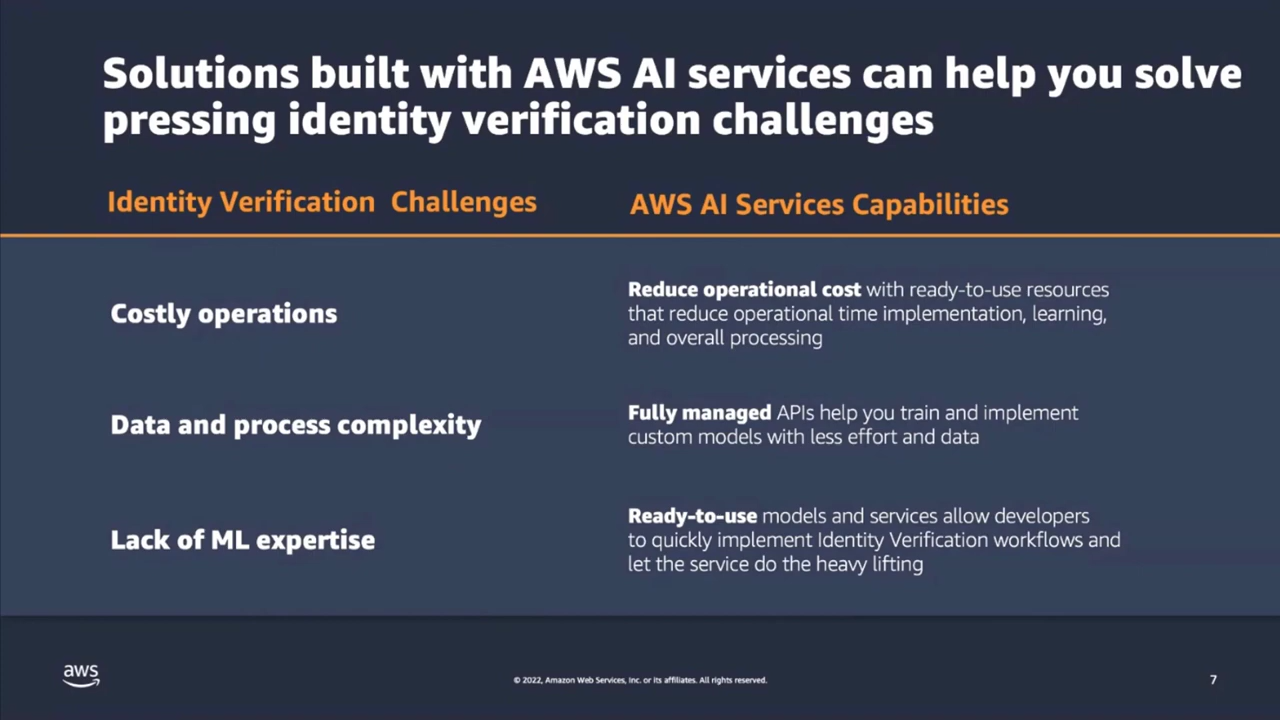 Solutions built with AWS AI services can help you solve
pressing identity verification challenges
Identity Verification Challenges
AWS AI Services Capabilities
Costly operations
Reduce operational cost with ready-to-use resources
that reduce operational time implementation, learning,
and overall processing
Data and process complexity
Fully managed APIs help you train and implement
custom models with less effort and data
Lack of ML expertise
Ready-to-use models and services allow developers
to quickly implement Identity Verification workflows and
let the service do the heavy lifting
aws
© 2022, Amazon Web Services, Inc. or its affiliates. All rights reserved.
7